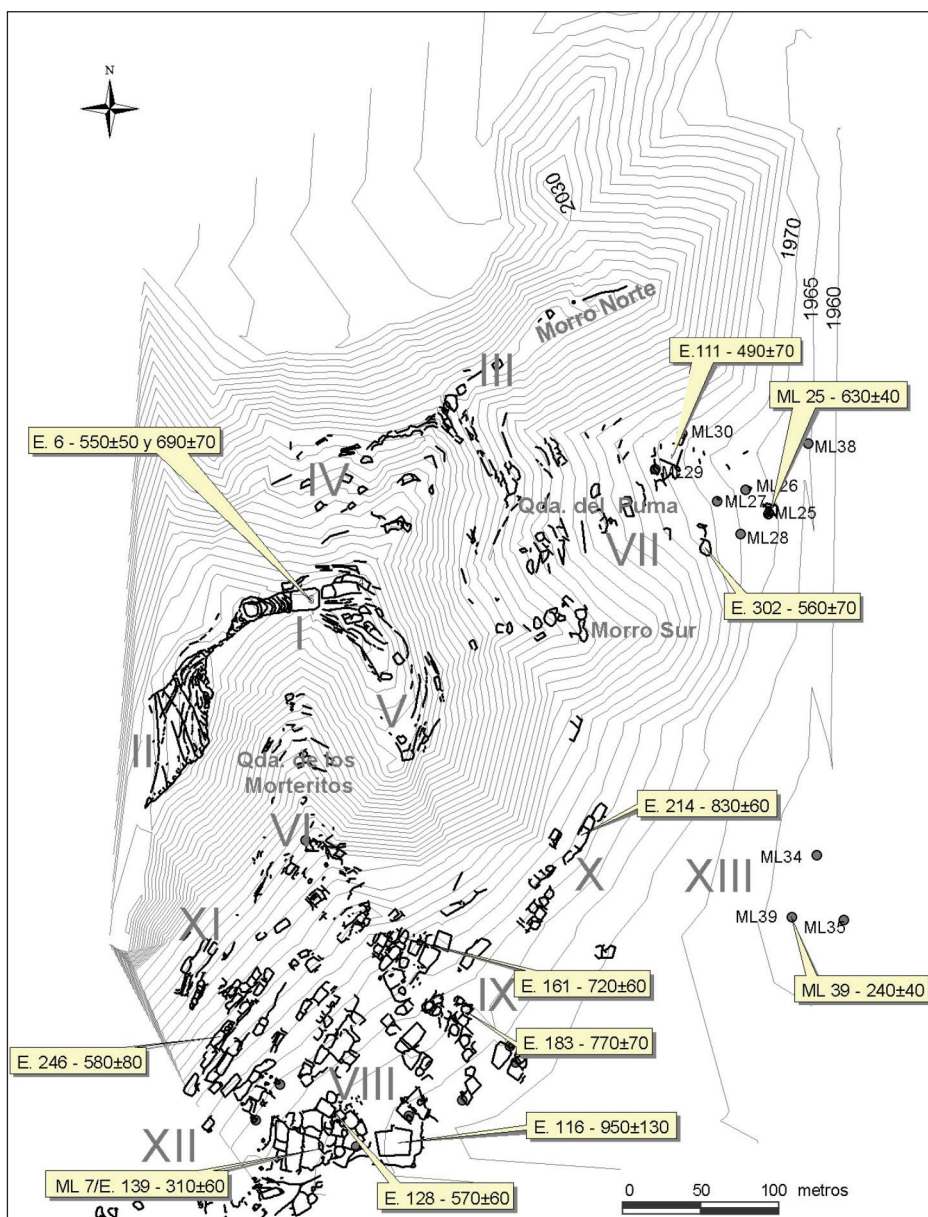 N
2030
1970
1965
1960
Morro Norte
III
E.111 - 490±70
ML 25 - 630±40
E. 6 - 550±50 y 690±70
ML30
ML38
ML29
IV
ML26
ML27
Qda. del Puma
ML25
VII
ML28
E. 302 - 560±70
I
Morro Sur
V
II
Qda. de los
Morteritos
VI
E. 214 - 830±60
X
XIII
ML34
ML39
ML35
XI
E. 161 - 720±60
ML 39 - 240±40
IX
E. 183 - 770±70
E. 246 - 580±80
VIII
E. 116 - 950±130
XII
ML 7/E. 139 - 310±60
E. 128 - 570±60
0 50 100 metros